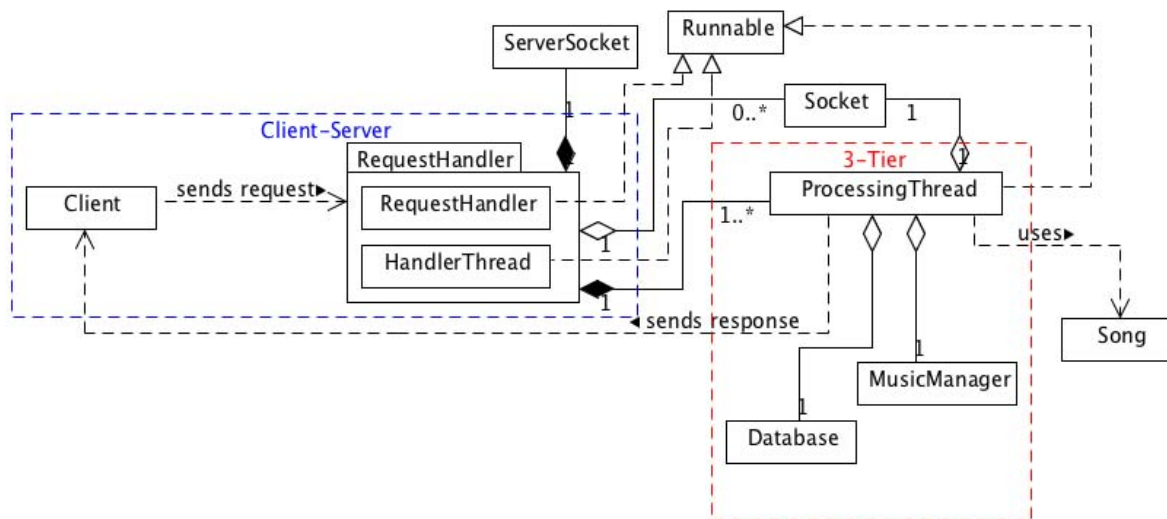 Runnable
ServerSocket
Socket
1
0..*
1
Client-Server
1
1
3-Tier
RequestHandler
ProcessingThread
sends request▶
Client
RequestHandler
1..*
1
uses▶
HandlerThread
1
◀ sends response
Song
1
MusicManager
1
Database